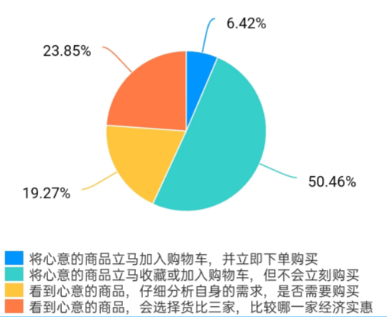 6.42%
23.85%
50.46%
19.27%
将心意的商品立马加入购物车，并立即下单购买
将心意的商品立马收藏或加入购物车，但不会立刻购买
看到心意的商品，仔细分析自身的需求，是否需要购买
看到心意的商品，会选择货比三家，比较哪一家经济实惠